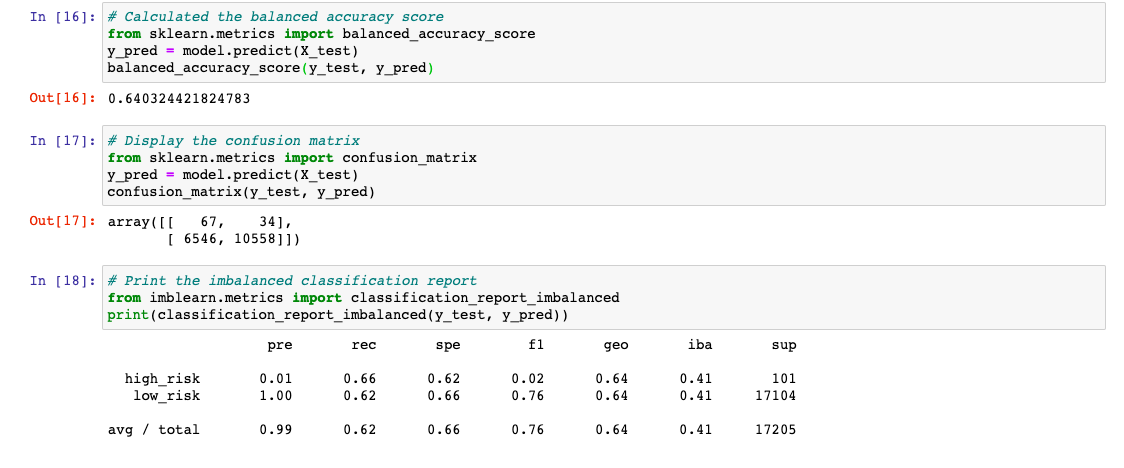 In [16]: # Calculated the balanced accuracy score
from sklearn.metrics import balanced_accuracy_score
y_pred = model.predict(X_test)
balanced_accuracy_score(y_test, y_pred)
Out[16]: 0.640324421824783
In [17]: # Display the confusion matrix
from sklearn.metrics import confusion_matrix
y_pred = model.predict(X_test)
confusion_matrix(y_test, y_pred)
Out[17]: array([[   67,    34],
       [ 6546, 10558]])
In [18]: # Print the imbalanced classification report
from imblearn.metrics import classification_report_imbalanced
print(classification_report_imbalanced(y_test, y_pred))
pre rec spe f1 geo iba sup
high_risk 0.01 0.66 0.62 0.02 0.64 0.41 101
low_risk 1.00 0.62 0.66 0.76 0.64 0.41 17104
avg / total 0.99 0.62 0.66 0.76 0.64 0.41 17205